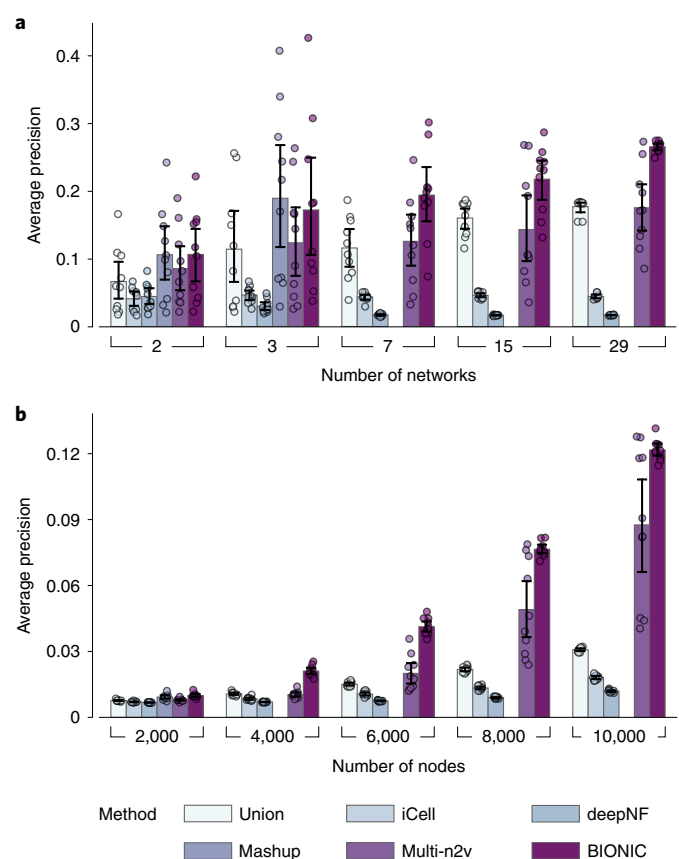 a
0.4
0.3
0.2
0.1
0
Average precision
2 3 7 15 29
Number of networks
b
0.12
0.09
0.06
0.03
0
Average precision
2,000 4,000 6,000 8,000 10,000
Number of nodes
Method Union iCell deepNF
Mashup Multi-n2v BIONIC